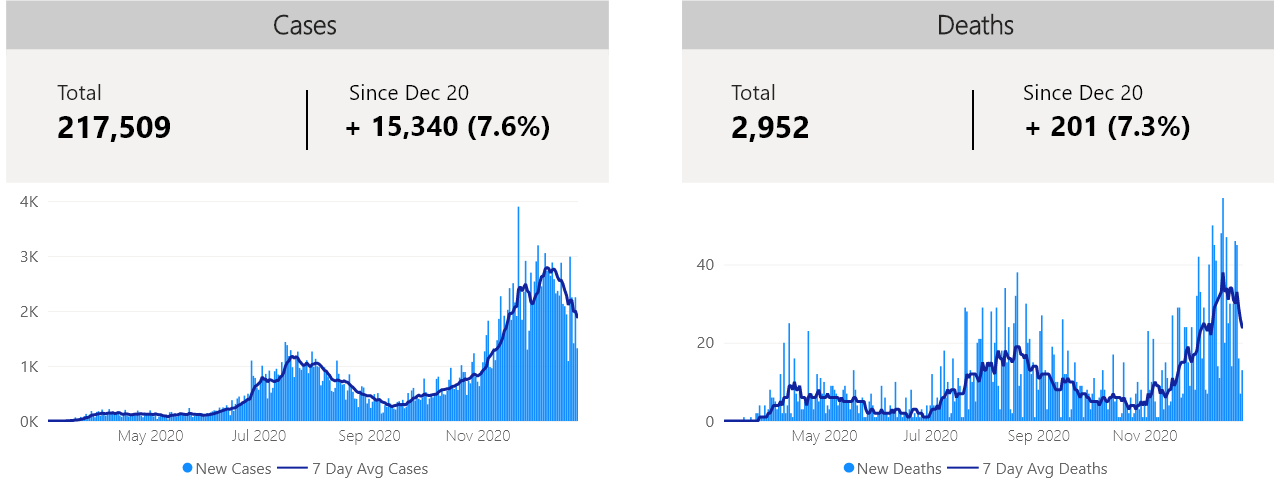 Cases
Total
217,509
Since Dec 20
+ 15,340 (7.6%)
4K
3K
2K
1K
0K
May 2020
Jul 2020
Sep 2020
Nov 2020
New Cases
7 Day Avg Cases
Deaths
Total
2,952
Since Dec 20
+ 201 (7.3%)
40
20
0
May 2020
Jul 2020
Sep 2020
Nov 2020
New Deaths
7 Day Avg Deaths